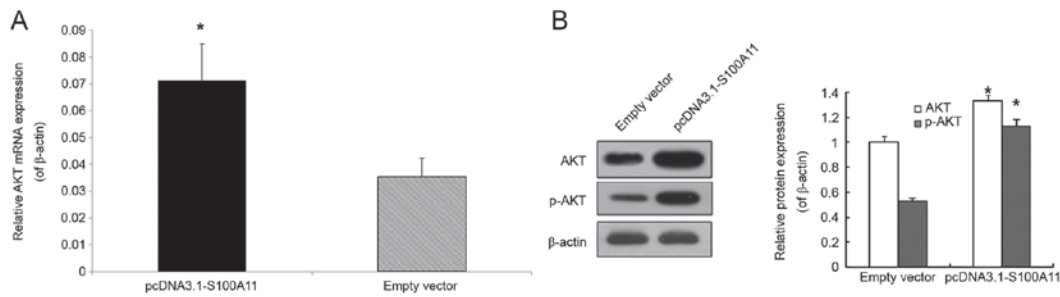 A
Relative AKT mRNA expression
(of β-actin)
0.09
0.08
0.07
0.06
0.05
0.04
0.03
0.02
0.01
0
*
pcDNA3.1-S100A11
Empty vector
B
Empty vector
pcDNA3.1-S100A11
AKT
p-AKT
β-actin
Relative protein expression
(of β-actin)
1.4
1.2
1
0.8
0.6
0.4
0.2
0
AKT
p-AKT
*
*
Empty vector
pcDNA3.1-S100A11